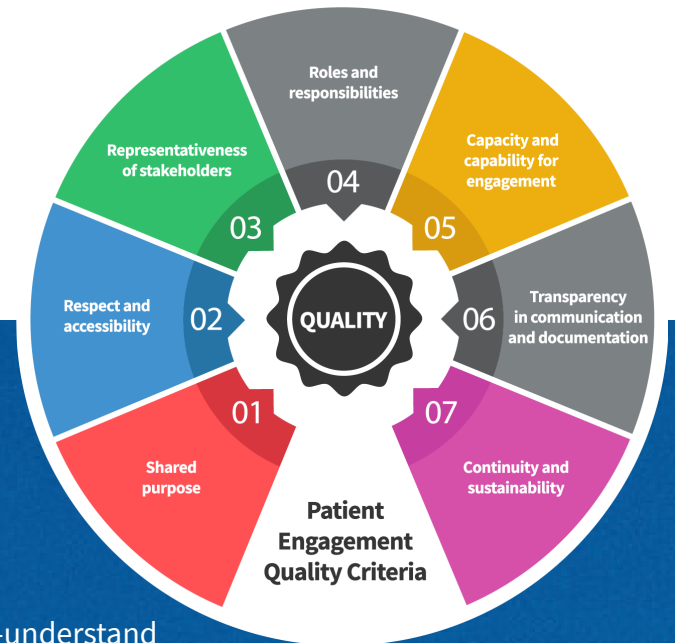 Roles and
responsibilities
04
Representativeness
of stakeholders
03
Capacity and
capability for
engagement
05
Respect and
accessibility
02
QUALITY
06
Transparency
in communication
and documentation
01
Shared
purpose
07
Continuity and
sustainability
Patient
Engagement
Quality Criteria
-understand